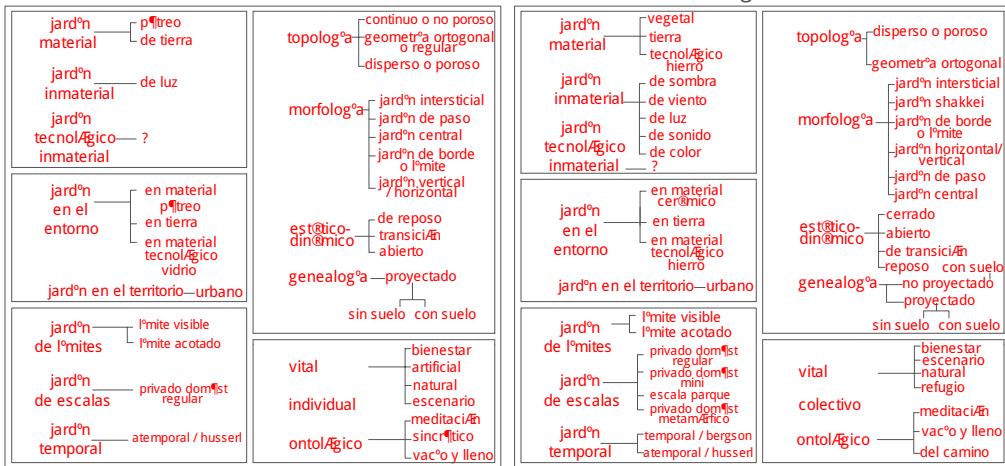 jardºn
material
p¶treo
de tierra
jardºn
inmaterial
de luz
jardºn
tecnolÆgico
inmaterial
?
jardºn
en el
entorno
en material
p¶treo
en tierra
en material
tecnolÆgico
vidrio
jardºn en el territorio
urbano
jardºn
de lºmites
lºmite visible
lºmite acotado
jardºn
de escalas
privado dom¶st
regular
jardºn
temporal
atemporal / husserl
topologºa
continuo o no poroso
geometrºa ortogonal
o regular
disperso o poroso
morfologºa
jardºn intersticial
jardºn de paso
jardºn central
jardºn de borde
o lºmite
jardºn vertical
/ horizontal
est®tico-
din®mico
de reposo
transiciÆn
abierto
genealogºa
proyectado
sin suelo
con suelo
vital
bienestar
artificial
natural
escenario
individual
ontolÆgico
meditaciÆn
sincr¶tico
vacºo y lleno
jardºn
material
vegetal
tierra
tecnolÆgico
hierro
jardºn
inmaterial
de sombra
de viento
de luz
de sonido
de color
jardºn
tecnolÆgico
inmaterial
?
jardºn
en el
entorno
en material
cer®mico
en tierra
en material
tecnolÆgico
hierro
jardºn en el territorio
urbano
jardºn
de lºmites
lºmite visible
lºmite acotado
jardºn
de escalas
privado dom¶st
regular
privado dom¶st
mini
escala parque
privado dom¶st
metamÆrfico
jardºn
temporal
temporal / bergson
atemporal / husserl
topologºa
disperso o poroso
geometrºa ortogonal
morfologºa
jardºn intersticial
jardºn shakkei
jardºn de borde
o lºmite
jardºn horizontal/
vertical
jardºn de paso
jardºn central
est®tico-
din®mico
cerrado
abierto
de transiciÆn
reposo
con suelo
genealogºa
no proyectado
proyectado
sin suelo
con suelo
vital
bienestar
escenario
natural
refugio
colectivo
ontolÆgico
meditaciÆn
vacºo y lleno
del camino